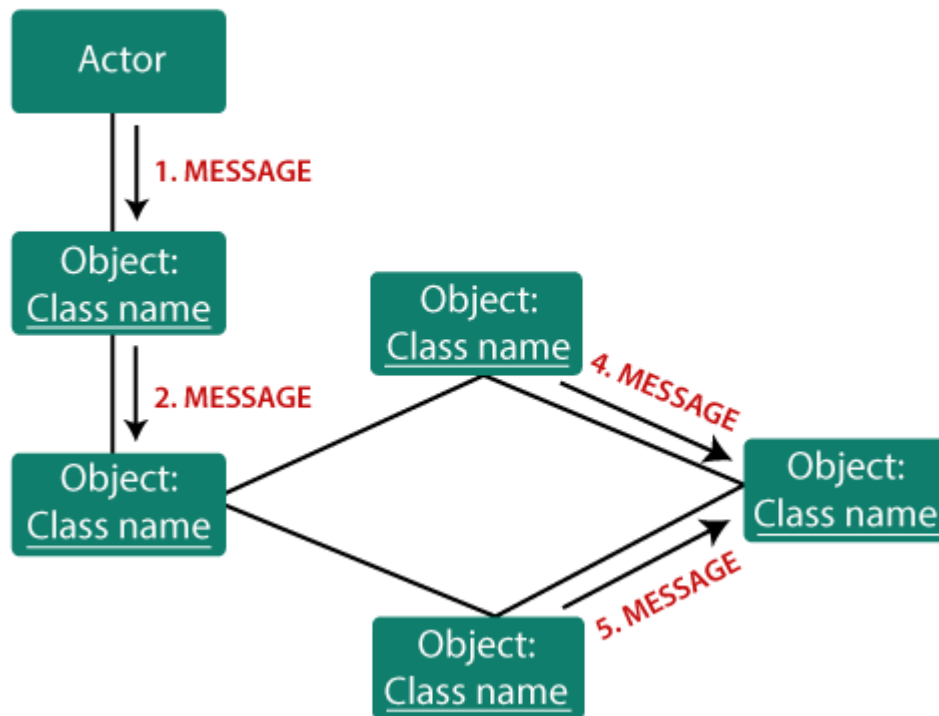 Actor
1. MESSAGE
Object:
Class name
2. MESSAGE
Object:
Class name
Object:
Class name
4. MESSAGE
Object:
Class name
5. MESSAGE
Object:
Class name